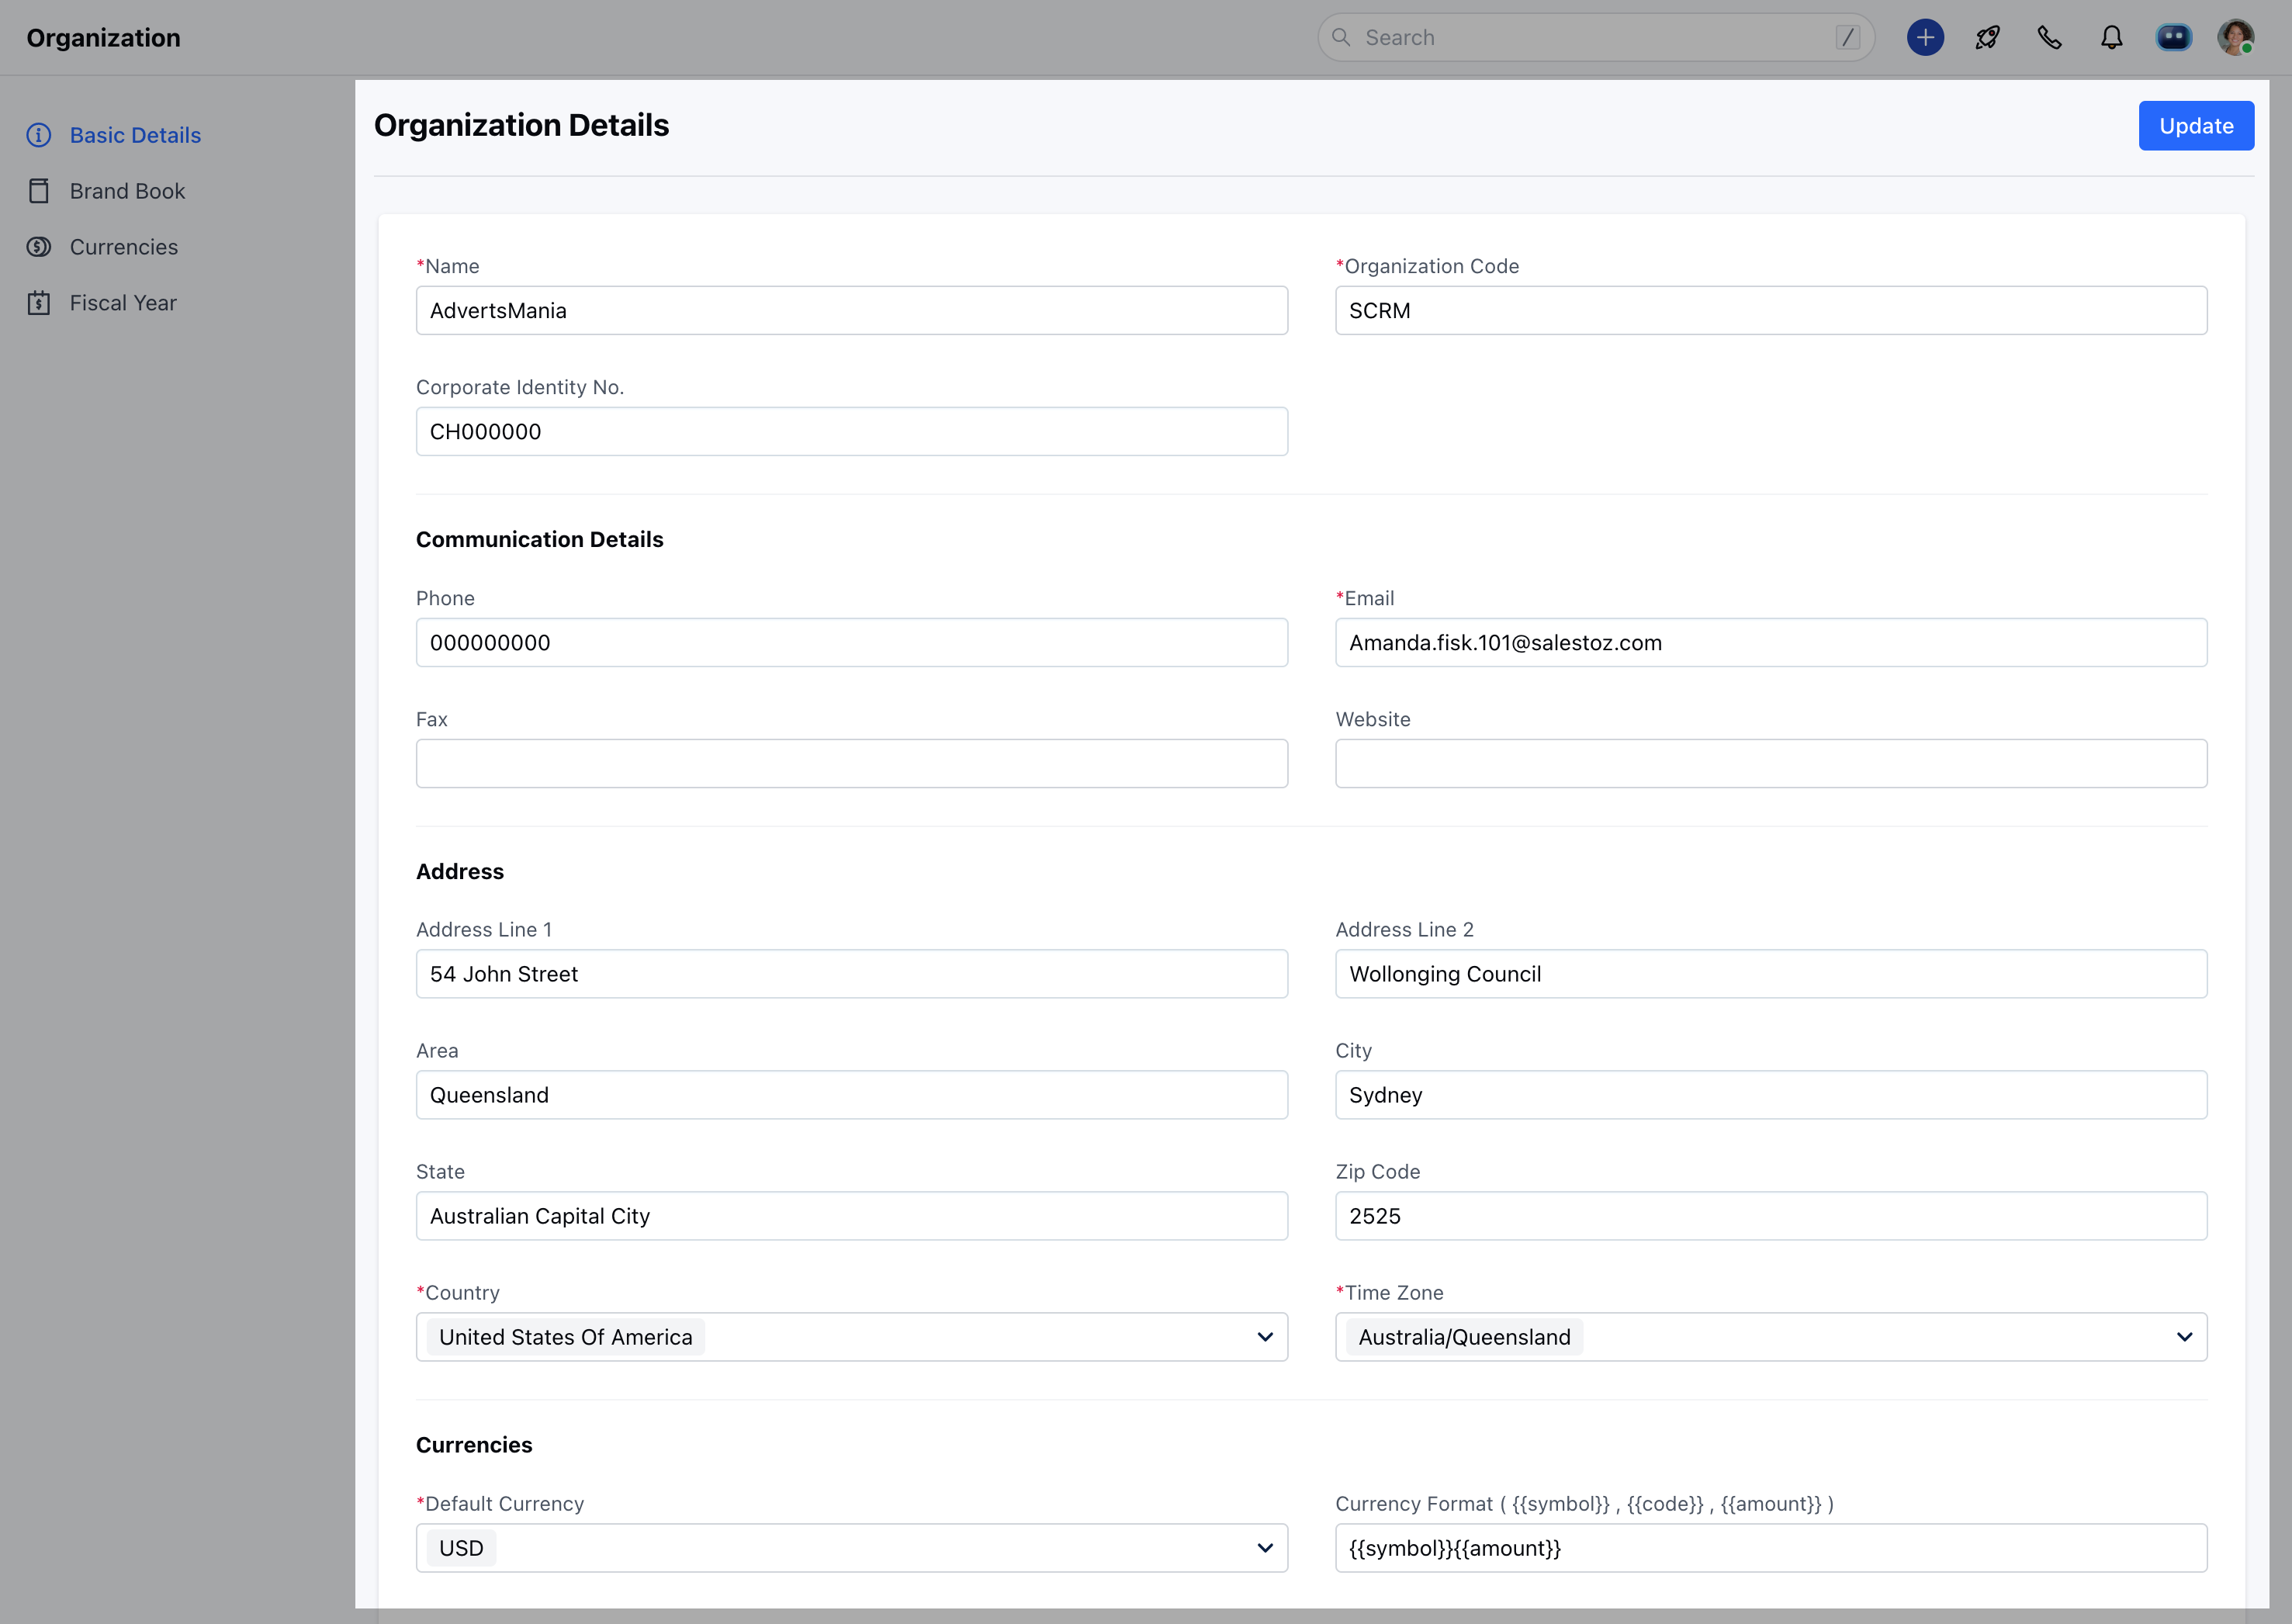 Organization
Search
/
Basic Details
Brand Book
Currencies
Fiscal Year
Organization Details
Update
*Name
*Organization Code
AdvertsMania
SCRM
Corporate Identity No.
CH000000
Communication Details
Phone
*Email
000000000
Amanda.fisk.101@salestoz.com
Fax
Website
Address
Address Line 1
Address Line 2
54 John Street
Wollonging Council
Area
City
Queensland
Sydney
State
Zip Code
Australian Capital City
2525
*Country
*Time Zone
United States Of America
Australia/Queensland
Currencies
*Default Currency
Currency Format ( {{symbol}} , {{code}} , {{amount}} )
USD
{{symbol}}{{amount}}